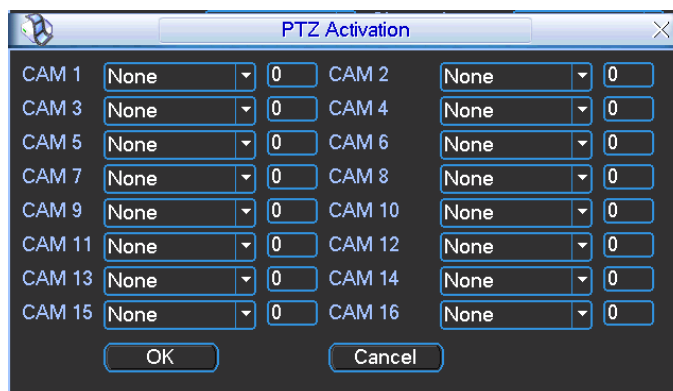 PTZ Activation
CAM 1 None 0 CAM 2 None 0
CAM 3 None 0 CAM 4 None 0
CAM 5 None 0 CAM 6 None 0
CAM 7 None 0 CAM 8 None 0
CAM 9 None 0 CAM 10 None 0
CAM 11 None 0 CAM 12 None 0
CAM 13 None 0 CAM 14 None 0
CAM 15 None 0 CAM 16 None 0
OK Cancel